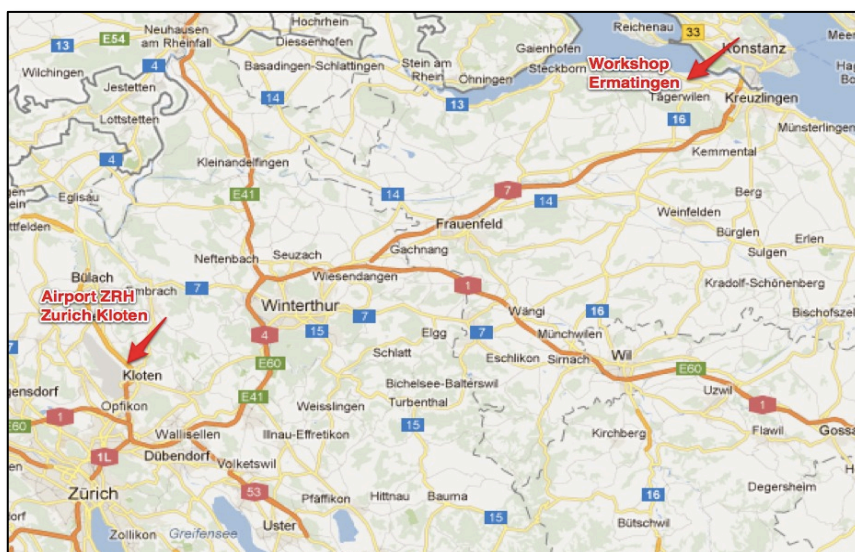 Neuhausen
am Rheinfall
Hochrhein
Reichenau
E54
13
4
Diessenhofen
Gaienhofen
33
Konstanz
Wilchingen
Basadingen-Schlattingen
Stein am
Rhein
Öhningen
Steckborn
Workshop
Ermatingen
Jestetten
14
13
Tägerwilen
Kreuzlingen
Lottstetten
16
Münsterlingen
4
Kleinandelfingen
Kemmental
Eglisau
E41
14
7
14
Berg
Frauenfeld
Weinfelden
Bürglen
Erlen
Neftenbach
Seuzach
Gachnang
Sulgen
Bülach
Wiesendangen
1
Kradolf-Schönenberg
Airport ZRH
Zurich Kloten
7
Winterthur
Wängi
16
7
15
7
Elgg
Münchwilen
4
Schlatt
Eschlikon
Sirnach
Wil
E60
E60
Kloten
Bichelsee-Balterswil
Uzwil
Opfikon
E41
Weisslingen
Turbenthal
1
1
E60
Wallisellen
Illnau-Effretikon
15
Kirchberg
Flawil
1L
Dübendorf
Volketswil
Degersheim
Zürich
53
Pfäffikon
Hittnau
Bauma
16
Uster
15
Bütschwil
Zollikon
Greifensee